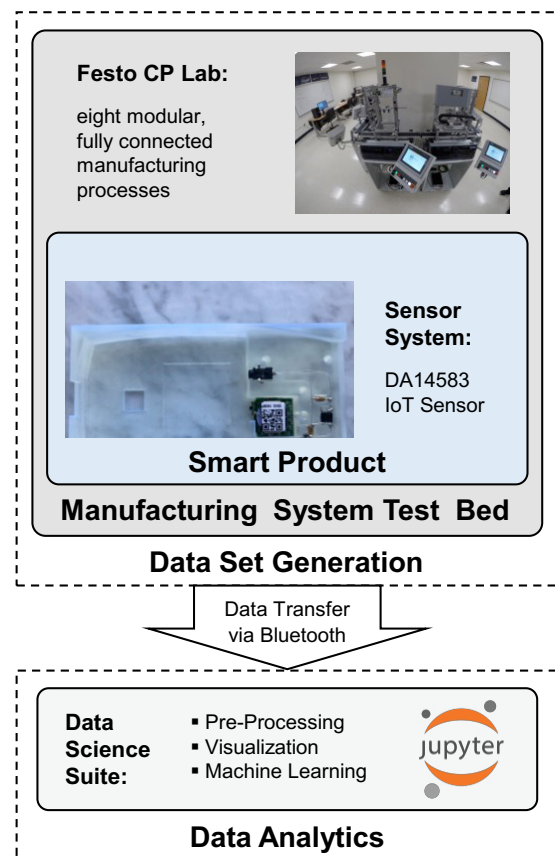 Festo CP Lab:
eight modular,
fully connected
manufacturing
processes
Sensor
System:
DA14583
IoT Sensor
Smart Product
Manufacturing System Test Bed
Data Set Generation
Data Transfer
via Bluetooth
Data
Science
Suite:
▪ Pre-Processing
▪ Visualization
▪ Machine Learning
jupyter
Data Analytics